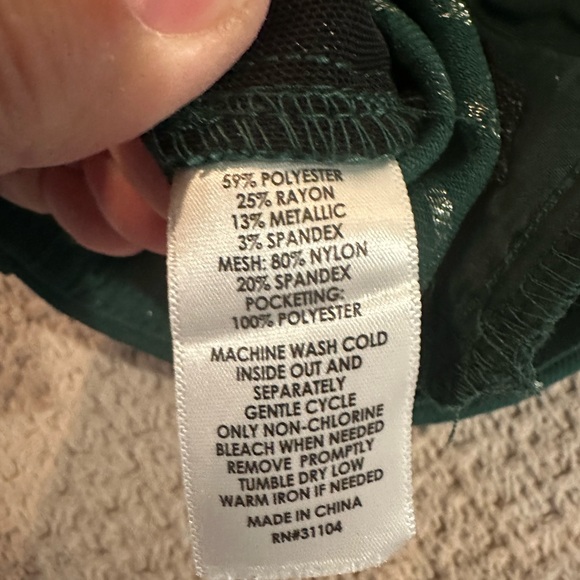 59% POLYESTER
25% RAYON
13% METALLIC
3% SPANDEX
MESH: 80% NYLON
20% SPANDEX
POCKETING:
100% POLYESTER
MACHINE WASH COLD
INSIDE OUT AND
SEPARATELY
GENTLE CYCLE
ONLY NON-CHLORINE
BLEACH WHEN NEEDED
REMOVE PROMPTLY
TUMBLE DRY LOW
WARM IRON IF NEEDED
MADE IN CHINA
RN#31104